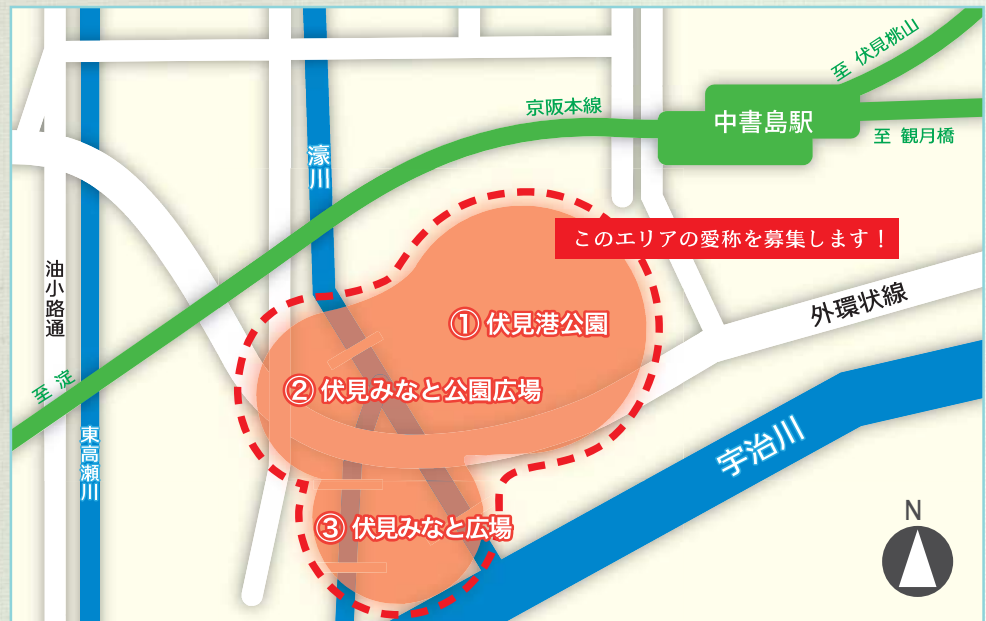 至 伏見桃山
京阪本線
中書島駅
至 観月橋
濠川
このエリアの愛称を募集します！
油小路通
外環状線
① 伏見港公園
至 淀
② 伏見みなと公園広場
東高瀬川
宇治川
③ 伏見みなと広場
N